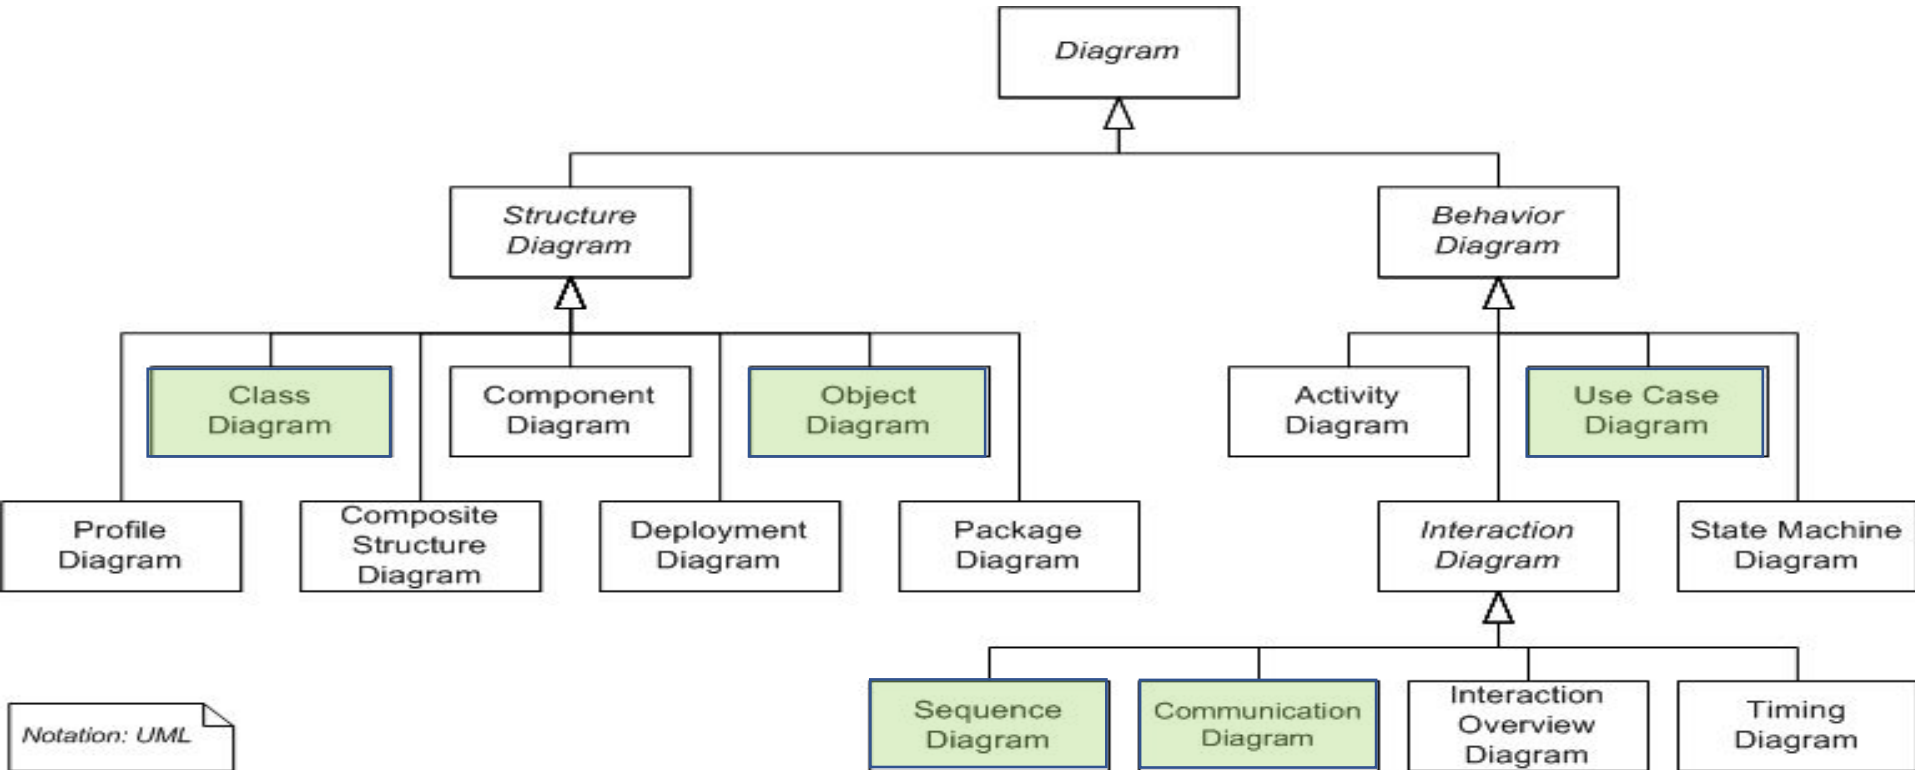 Diagram
Structure
Diagram
Behavior
Diagram
Class
Diagram
Component
Diagram
Object
Diagram
Activity
Diagram
Use Case
Diagram
Profile
Diagram
Composite
Structure
Diagram
Deployment
Diagram
Package
Diagram
Interaction
Diagram
State Machine
Diagram
Sequence
Diagram
Communication
Diagram
Interaction
Overview
Diagram
Timing
Diagram
Notation: UML